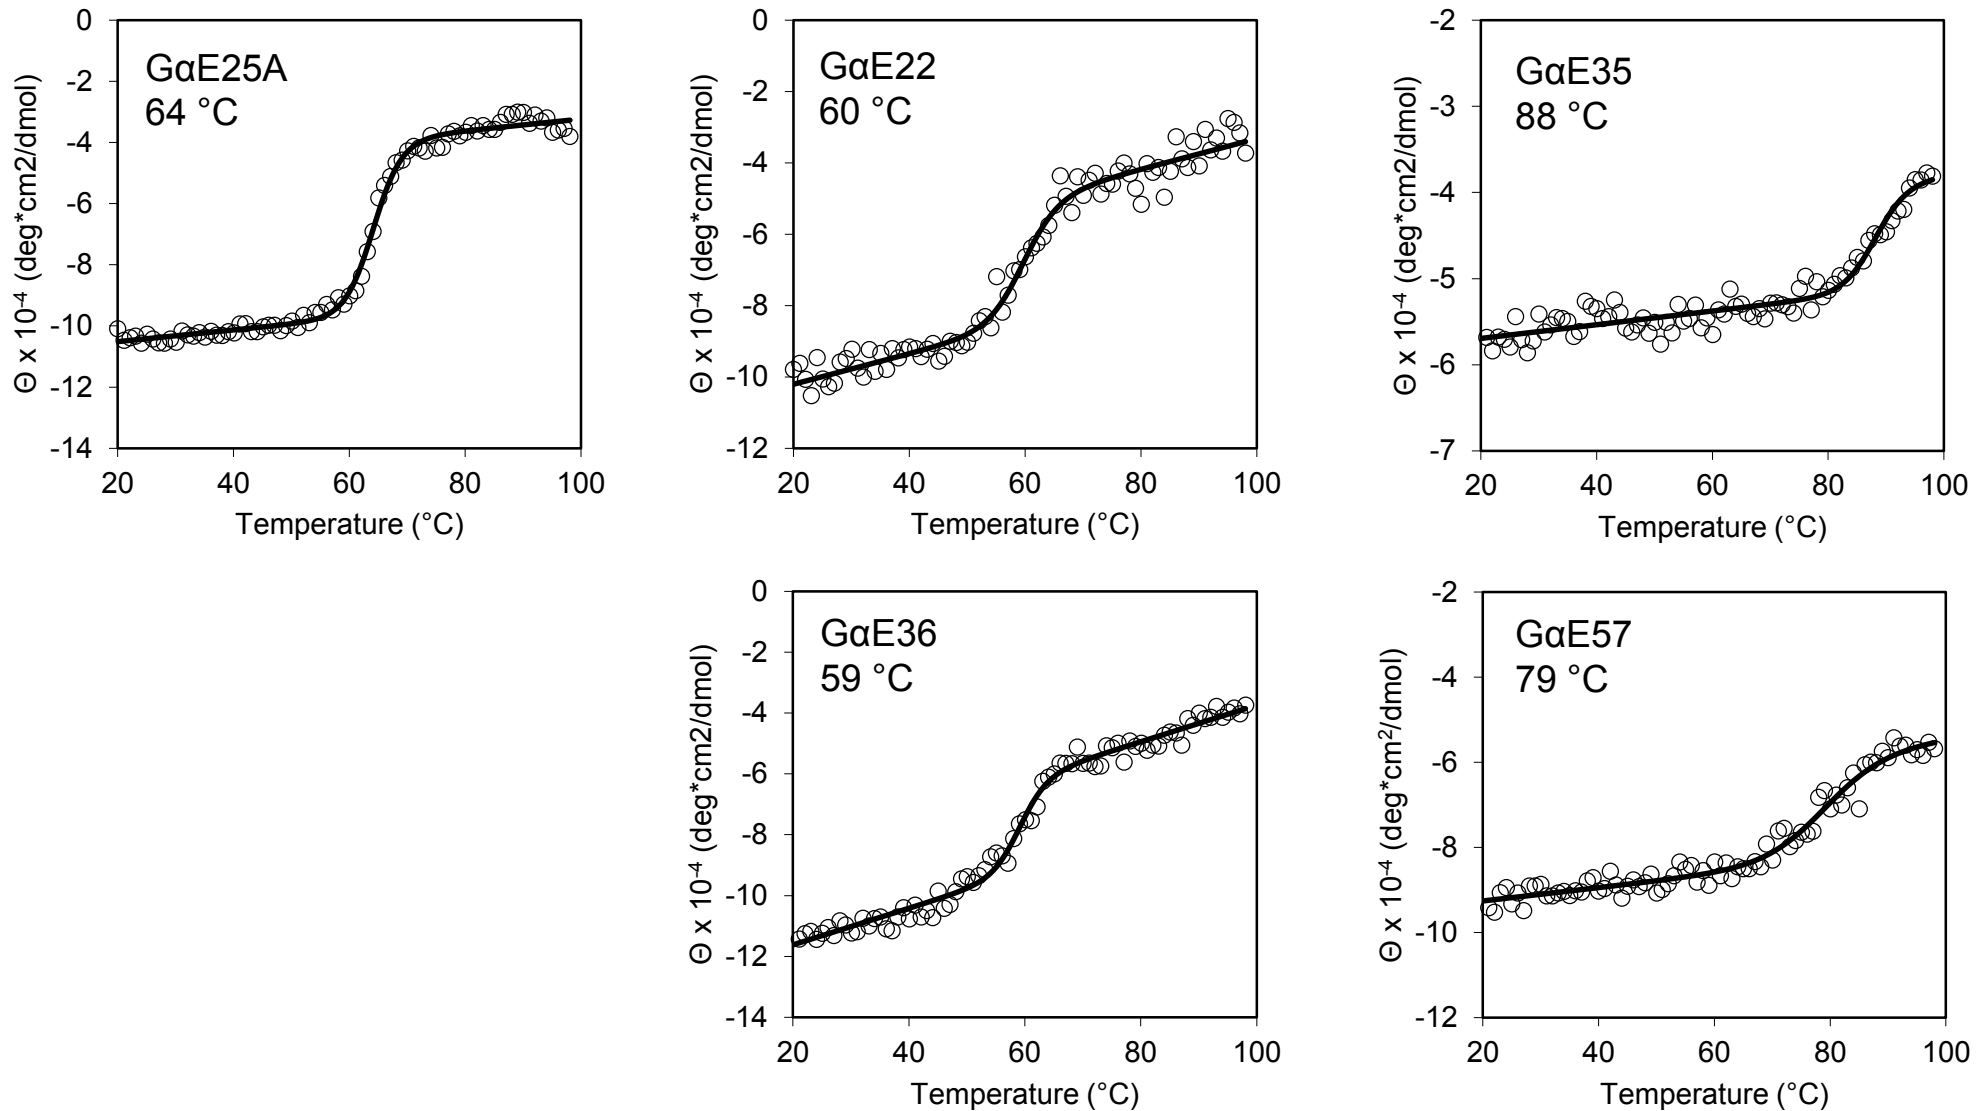 GαE25A
64 °C
0
-2
-4
-6
-8
-10
-12
-14
Θ x 10⁻⁴ (deg*cm2/dmol)
20 40 60 80 100
Temperature (°C)
GαE22
60 °C
0
-2
-4
-6
-8
-10
-12
Θ x 10⁻⁴ (deg*cm2/dmol)
20 40 60 80 100
Temperature (°C)
GαE35
88 °C
-2
-3
-4
-5
-6
-7
Θ x 10⁻⁴ (deg*cm2/dmol)
20 40 60 80 100
Temperature (°C)
GαE36
59 °C
0
-2
-4
-6
-8
-10
-12
-14
Θ x 10⁻⁴ (deg*cm2/dmol)
20 40 60 80 100
Temperature (°C)
GαE57
79 °C
-2
-4
-6
-8
-10
-12
Θ x 10⁻⁴ (deg*cm²/dmol)
20 40 60 80 100
Temperature (°C)